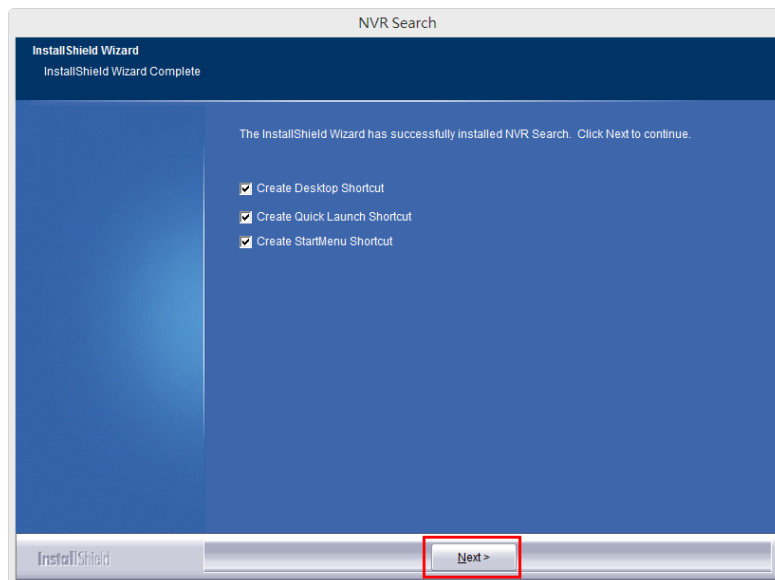 NVR Search
InstallShield Wizard
InstallShield Wizard Complete
The InstallShield Wizard has successfully installed NVR Search. Click Next to continue.
Create Desktop Shortcut
Create Quick Launch Shortcut
Create StartMenu Shortcut
InstallShield
Next >